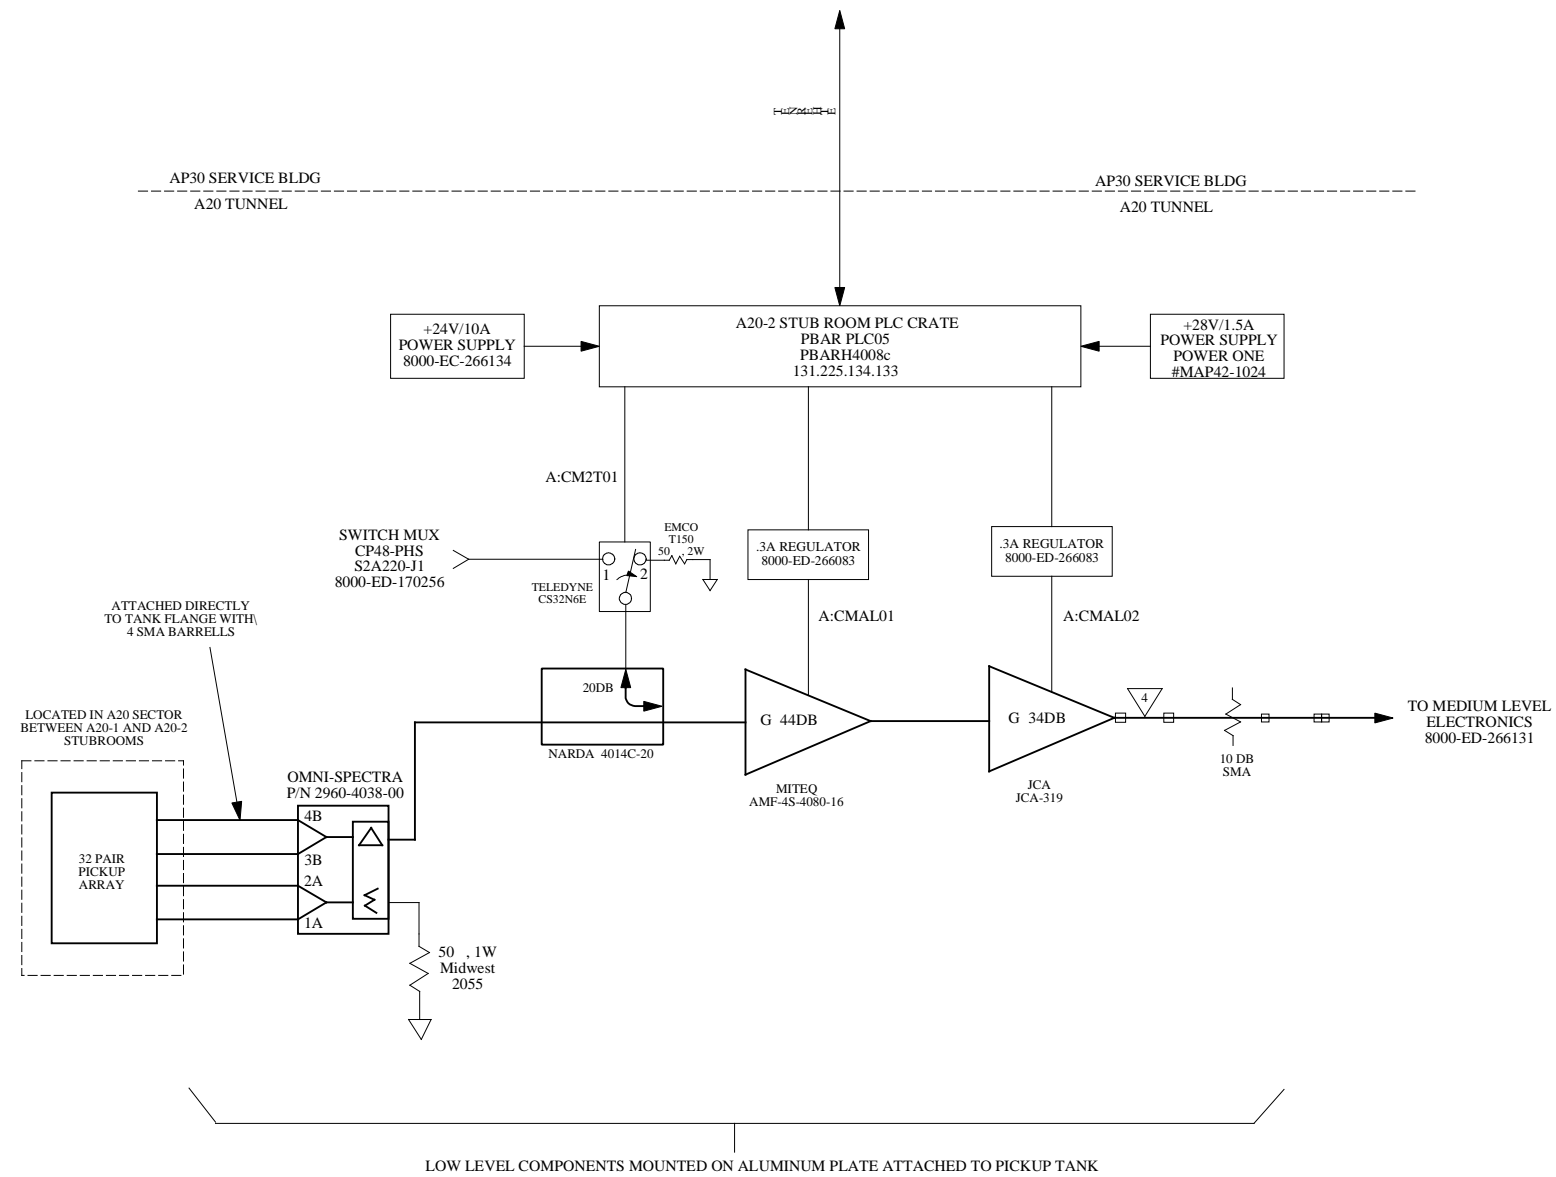 ETHERNET
AP30 SERVICE BLDG
A20 TUNNEL
AP30 SERVICE BLDG
A20 TUNNEL
+24V/10A
POWER SUPPLY
8000-EC-266134
A20-2 STUB ROOM PLC CRATE
PBAR PLC05
PBARH4008c
131.225.134.133
+28V/1.5A
POWER SUPPLY
POWER ONE
#MAP42-1024
A:CM2T01
SWITCH MUX
CP48-PHS
S2A220-J1
8000-ED-170256
1
2
EMCO
T150
50 , 2W
TELEDYNE
CS32N6E
.3A REGULATOR
8000-ED-266083
.3A REGULATOR
8000-ED-266083
A:CMAL01
A:CMAL02
ATTACHED DIRECTLY
TO TANK FLANGE WITH\
4 SMA BARRELLS
20DB
NARDA 4014C-20
G 44DB
MITEQ
AMF-4S-4080-16
G 34DB
JCA
JCA-319
4
10 DB
SMA
TO MEDIUM LEVEL
ELECTRONICS
8000-ED-266131
LOCATED IN A20 SECTOR
BETWEEN A20-1 AND A20-2
STUBROOMS
32 PAIR
PICKUP
ARRAY
OMNI-SPECTRA
P/N 2960-4038-00
4B
3B
2A
1A
50 , 1W
Midwest
2055
LOW LEVEL COMPONENTS MOUNTED ON ALUMINUM PLATE ATTACHED TO PICKUP TANK